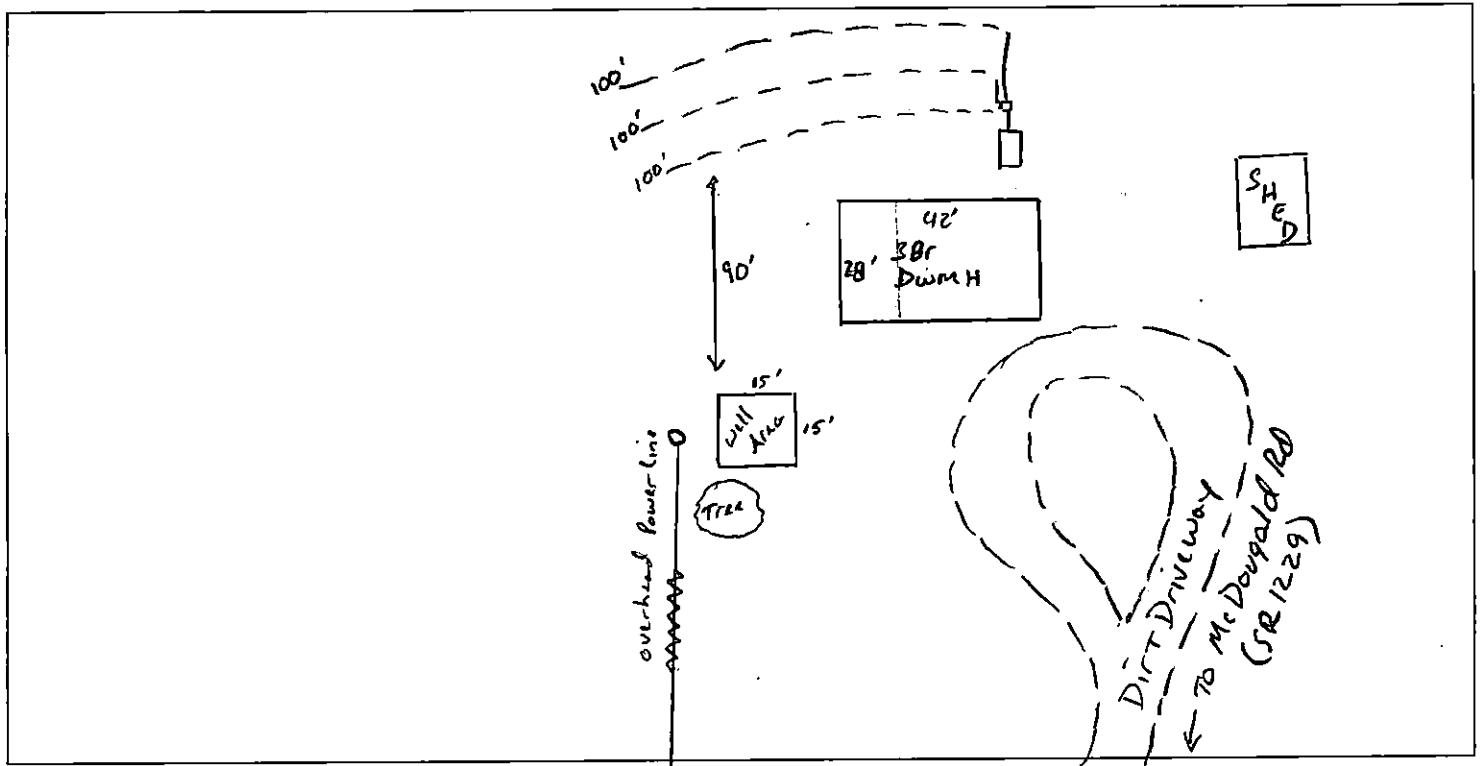 100'
100'
100'
SHED
42'
28' 3Br
DWMH
90'
15'
Well
Area
15'
overhead Power line
Tree
Dirt Driveway
TO McDougald RD
(SR 1229)